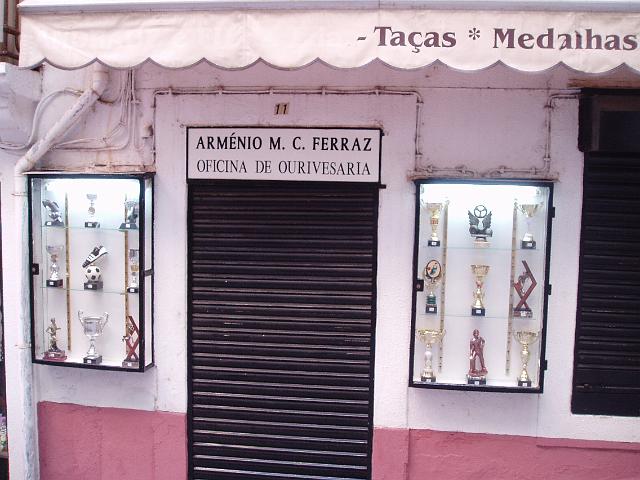 - Taças * Medalhas
11
ARMÉNIO M. C. FERRAZ
OFICINA DE OURIVESARIA